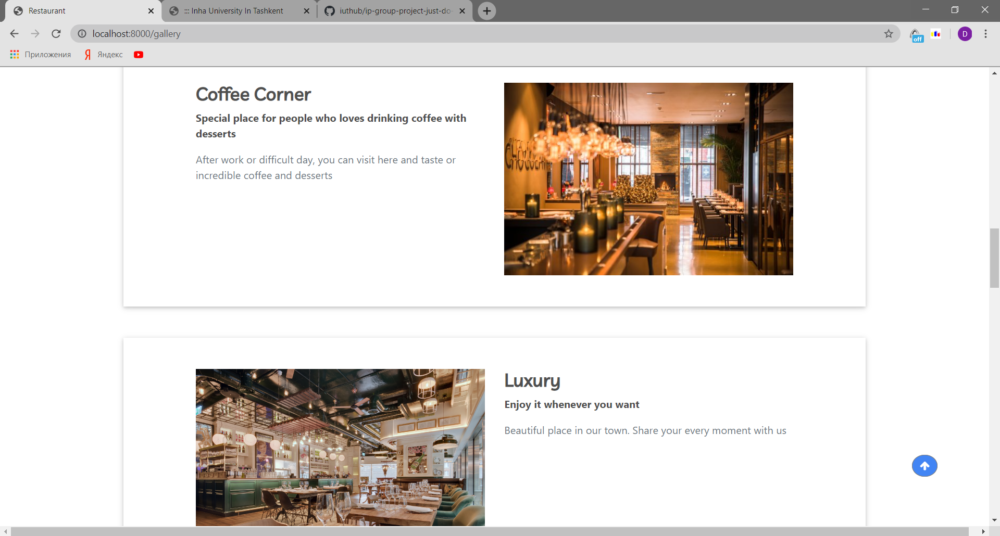 Restaurant
::: Inha University In Tashkent
iuthub/ip-group-project-just-do-
localhost:8000/gallery
off
D
Приложения
Я Яндекс
Coffee Corner
Special place for people who loves drinking coffee with
desserts
After work or difficult day, you can visit here and taste or
incredible coffee and desserts
Luxury
Enjoy it whenever you want
Beautiful place in our town. Share your every moment with us